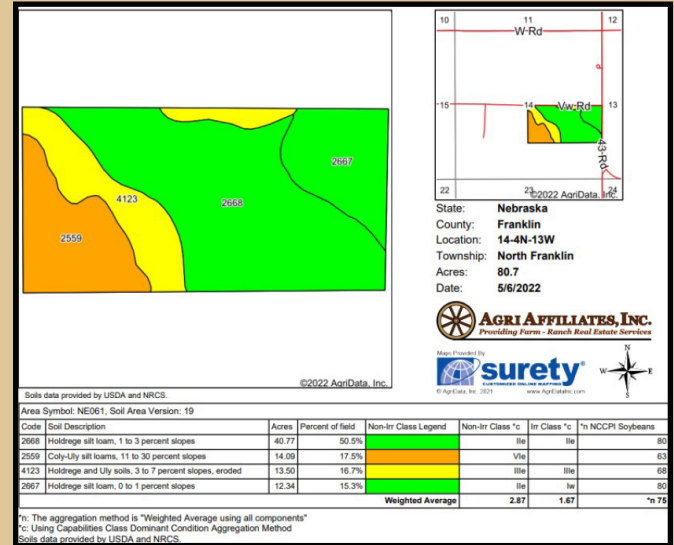 10 11 12
W Rd
15 14 Vw Rd 13
43 Rd
22 23 24
©2022 AgriData, Inc.
2667
4123
2668
2559
State: Nebraska
County: Franklin
Location: 14-4N-13W
Township: North Franklin
Acres: 80.7
Date: 5/6/2022
AGRI AFFILIATES, INC.
Providing Farm - Ranch Real Estate Services
Maps Provided By
surety®
CUSTOMIZED ONLINE MAPPING
© AgriData, Inc. 2021 www.AgriDataInc.com
N
W E
S
©2022 AgriData, Inc.
Soils data provided by USDA and NRCS.
Area Symbol: NE061, Soil Area Version: 19
Code Soil Description Acres Percent of field Non-Irr Class Legend Non-Irr Class *c Irr Class *c *n NCCPI Soybeans
2668 Holdrege silt loam, 1 to 3 percent slopes 40.77 50.5% IIe IIe 80
2559 Coly-Uly silt loams, 11 to 30 percent slopes 14.09 17.5% VIe 63
4123 Holdrege and Uly soils, 3 to 7 percent slopes, eroded 13.50 16.7% IIIe IIIe 68
2667 Holdrege silt loam, 0 to 1 percent slopes 12.34 15.3% IIe Iw 80
Weighted Average 2.87 1.67 *n 75
*n: The aggregation method is "Weighted Average using all components"
*c: Using Capabilities Class Dominant Condition Aggregation Method
Soils data provided by USDA and NRCS.